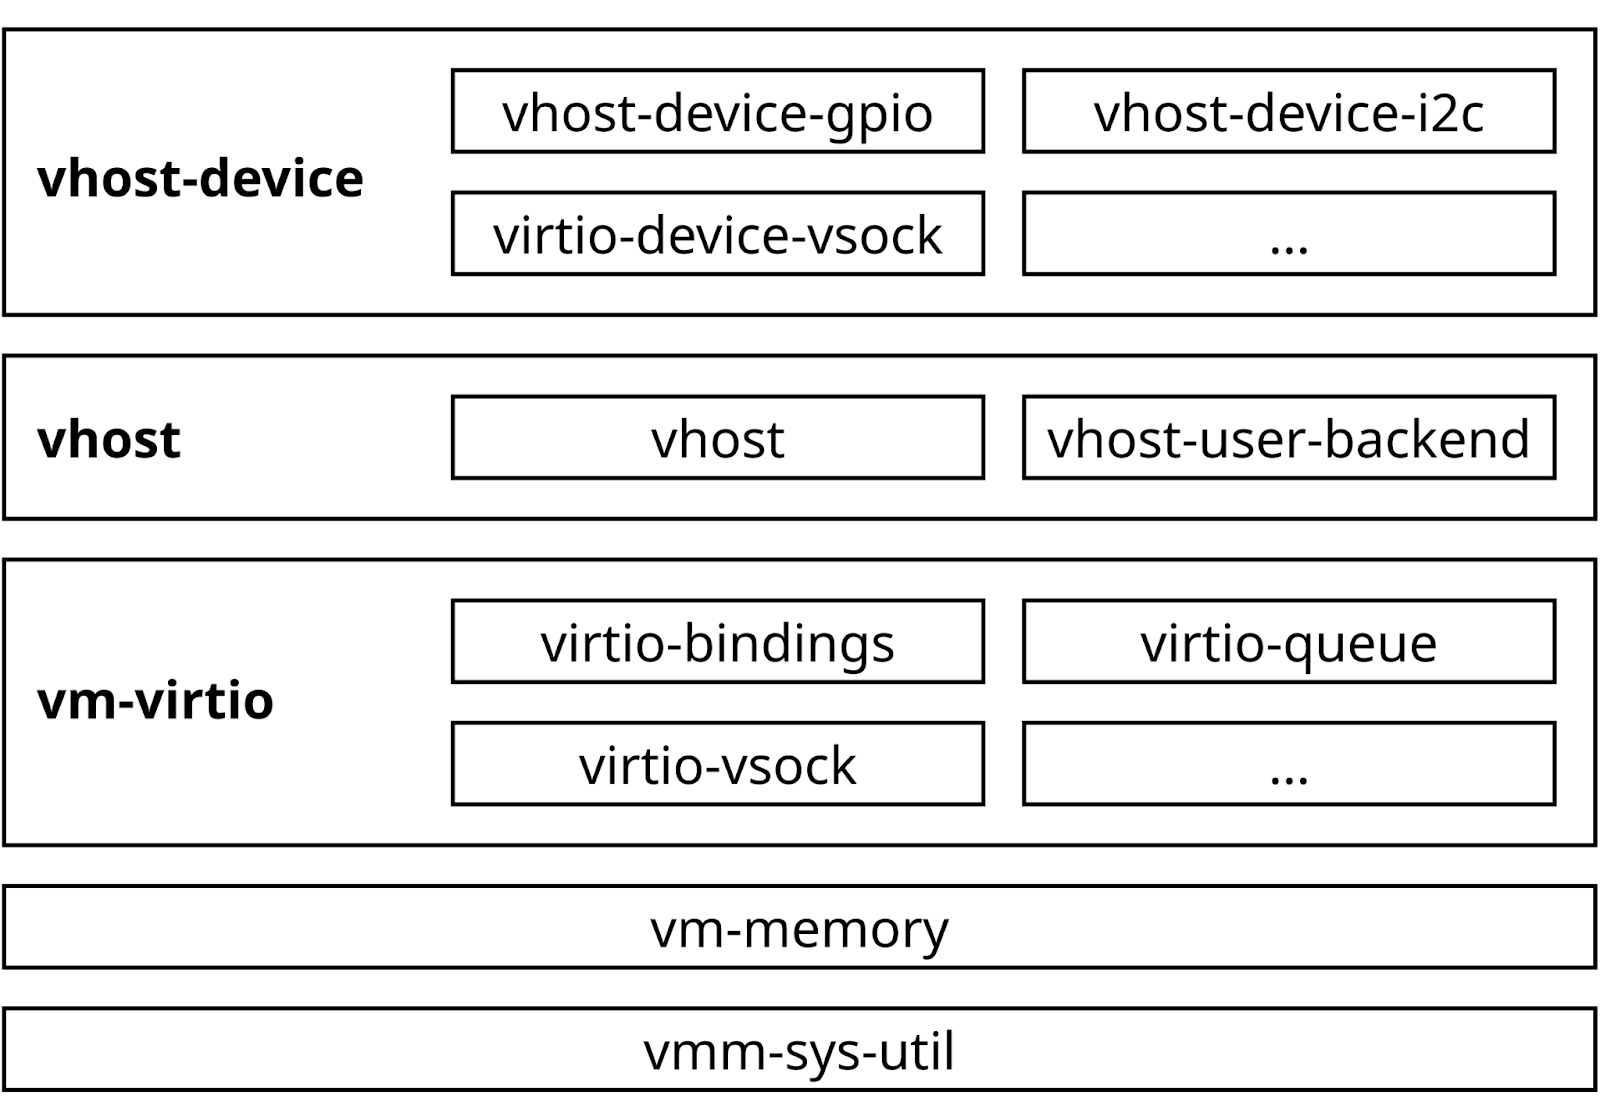 vhost-device
vhost-device-gpio
vhost-device-i2c
virtio-device-vsock
...
vhost
vhost
vhost-user-backend
vm-virtio
virtio-bindings
virtio-queue
virtio-vsock
...
vm-memory
vmm-sys-util